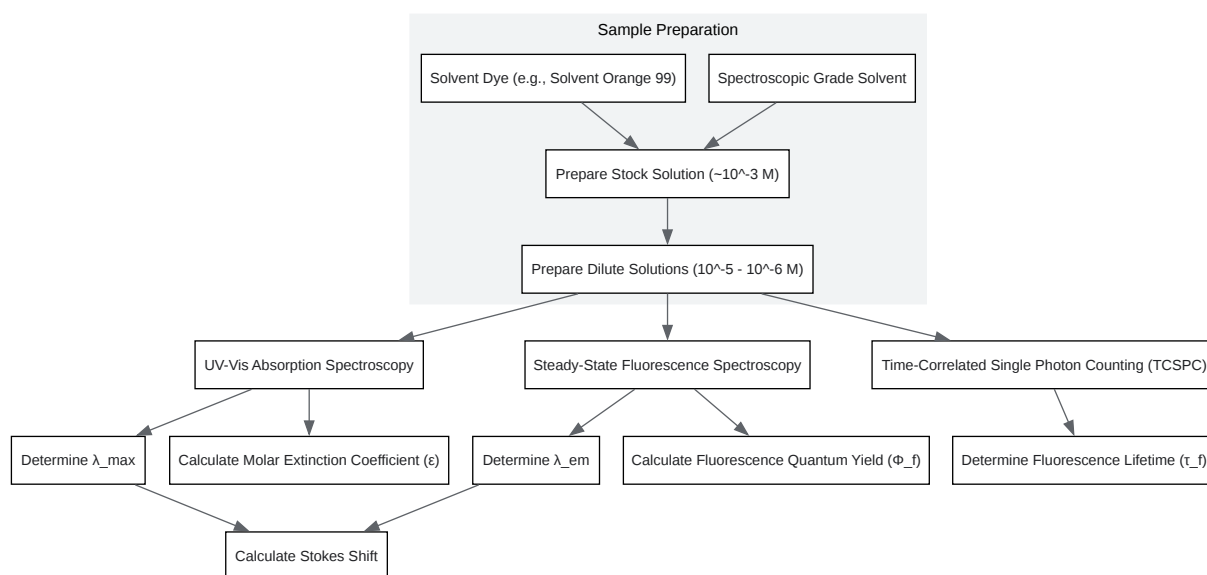 Sample Preparation
Solvent Dye (e.g., Solvent Orange 99)
Spectroscopic Grade Solvent
Prepare Stock Solution (~10^-3 M)
Prepare Dilute Solutions (10^-5 - 10^-6 M)
UV-Vis Absorption Spectroscopy
Steady-State Fluorescence Spectroscopy
Time-Correlated Single Photon Counting (TCSPC)
Determine λ_max
Calculate Molar Extinction Coefficient (ε)
Determine λ_em
Calculate Fluorescence Quantum Yield (Φ_f)
Determine Fluorescence Lifetime (τ_f)
Calculate Stokes Shift